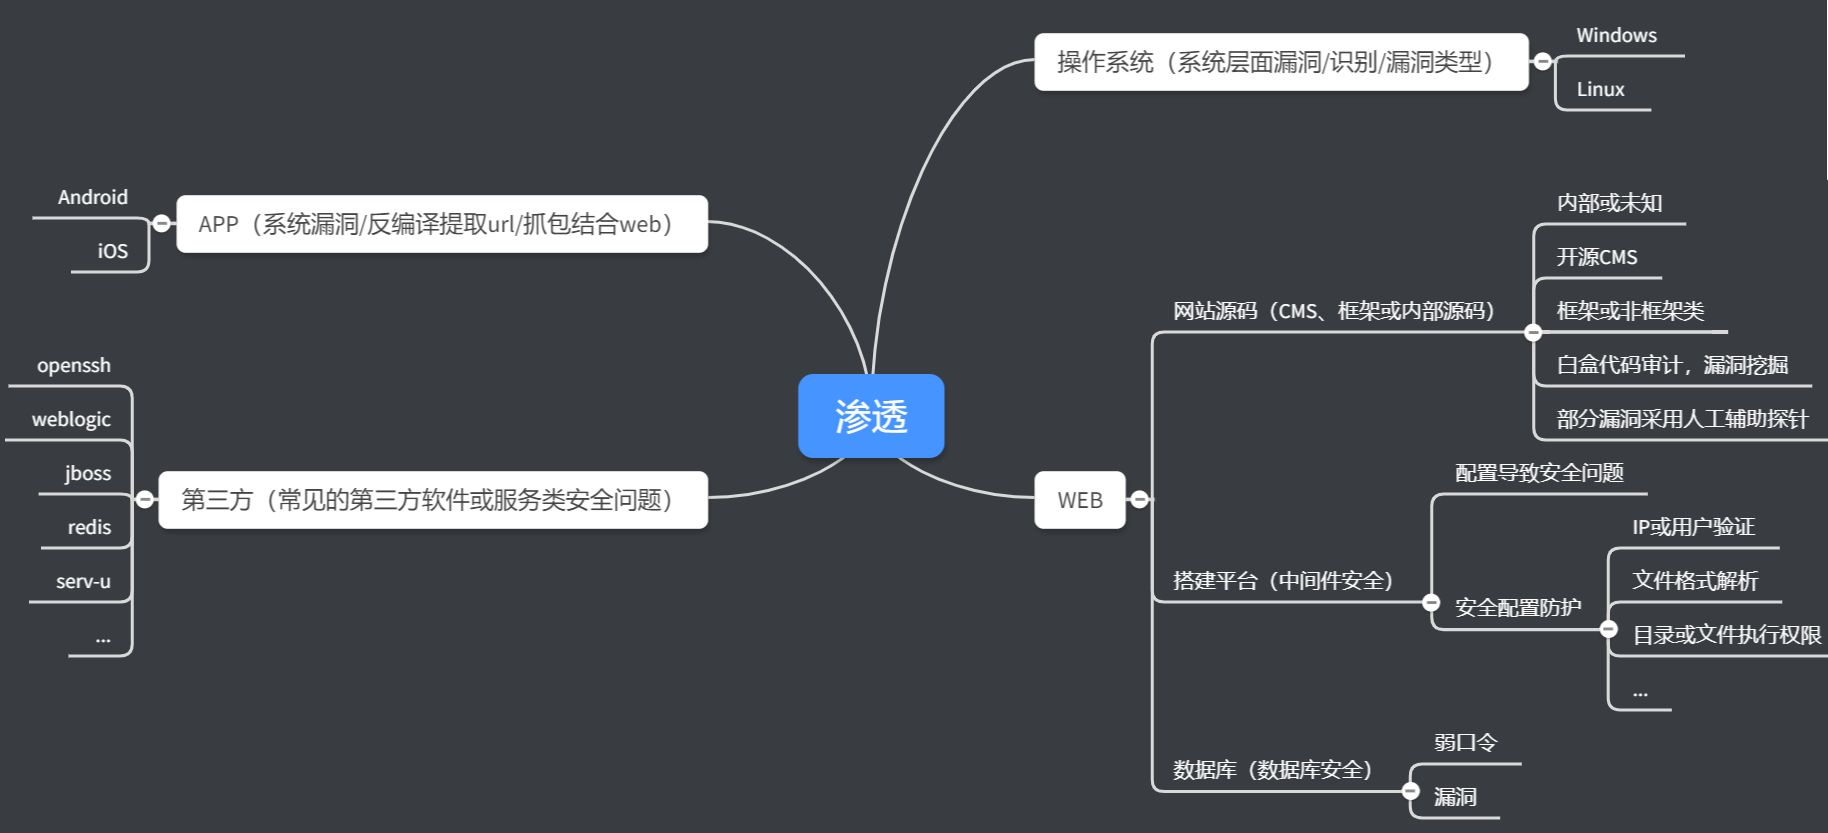 渗透
操作系统（系统层面漏洞/识别/漏洞类型）
Windows
Linux
WEB
网站源码（CMS、框架或内部源码）
内部或未知
开源CMS
框架或非框架类
白盒代码审计，漏洞挖掘
部分漏洞采用人工辅助探针
搭建平台（中间件安全）
配置导致安全问题
安全配置防护
IP或用户验证
文件格式解析
目录或文件执行权限
...
数据库（数据库安全）
弱口令
漏洞
APP（系统漏洞/反编译提取url/抓包结合web）
Android
iOS
第三方（常见的第三方软件或服务类安全问题）
openssh
weblogic
jboss
redis
serv-u
...